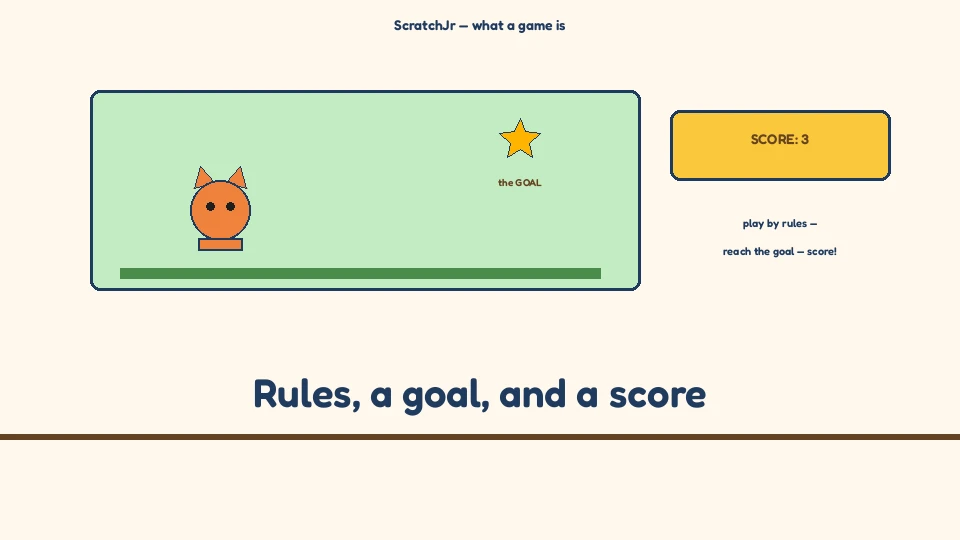 ScratchJr — what a game is
SCORE: 3
the GOAL
play by rules —
reach the goal — score!
Rules, a goal, and a score